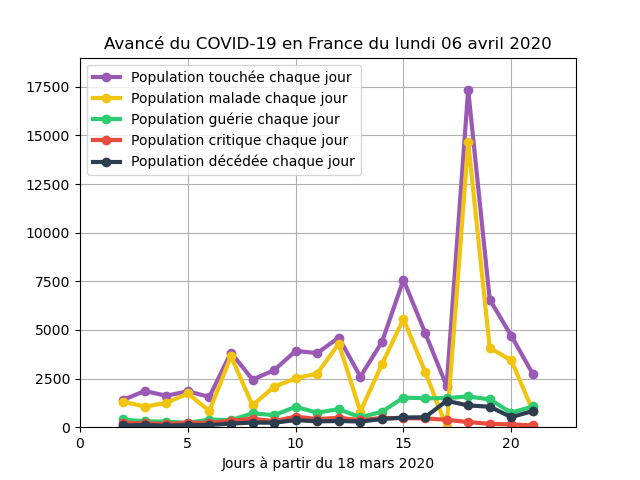 Avancé du COVID-19 en France du lundi 06 avril 2020
Population touchée chaque jour
Population malade chaque jour
Population guérie chaque jour
Population critique chaque jour
Population décédée chaque jour
17500
15000
12500
10000
7500
5000
2500
0
0 5 10 15 20
Jours à partir du 18 mars 2020